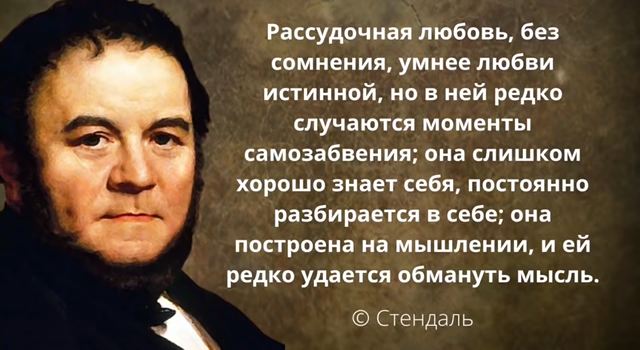 Рассудочная любовь, без
сомнения, умнее любви
истинной, но в ней редко
случаются моменты
самозабвения; она слишком
хорошо знает себя, постоянно
разбирается в себе; она
построена на мышлении, и ей
редко удается обмануть мысль.
© Стендаль